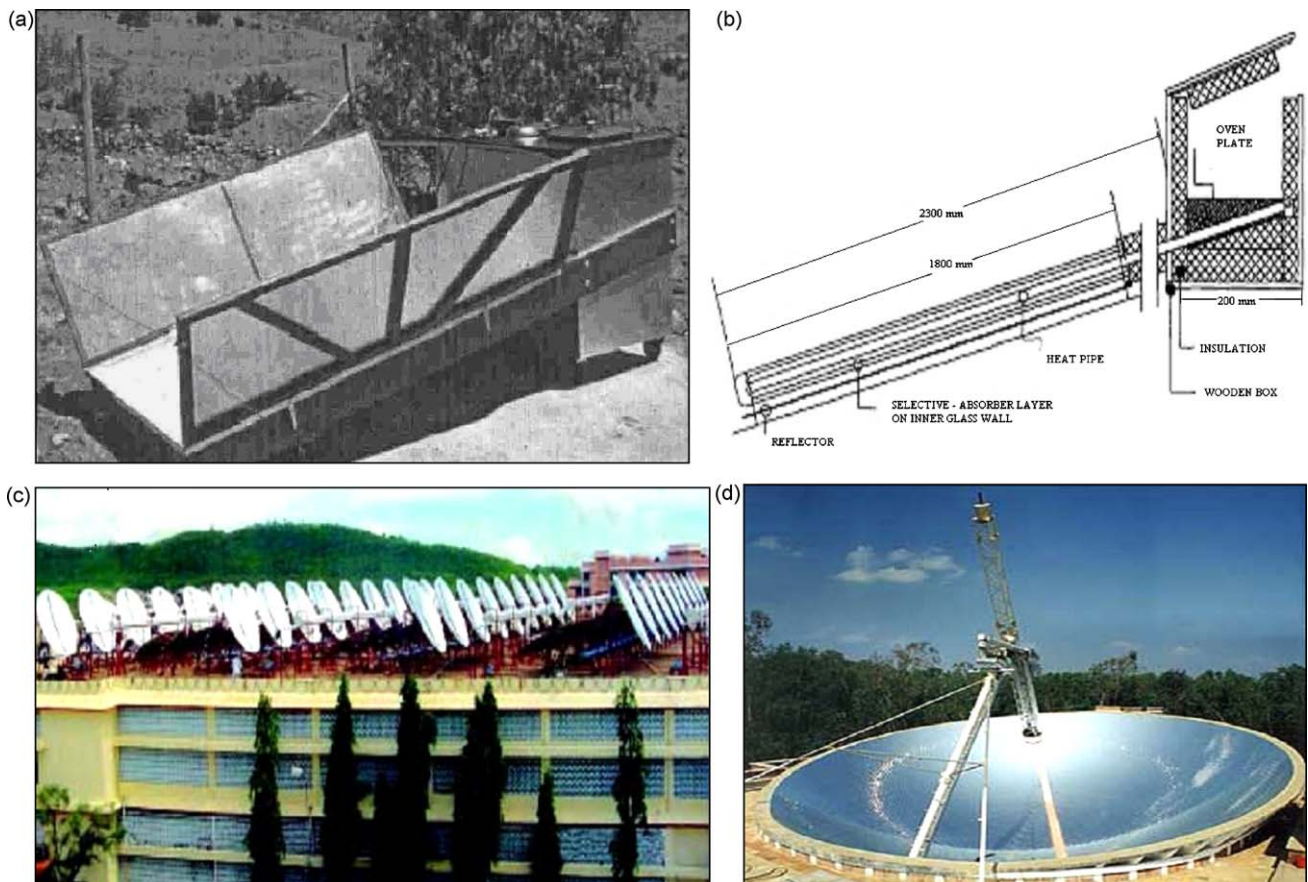 (a)
(b)
OVEN
PLATE
2300 mm
1800 mm
200 mm
HEAT PIPE
INSULATION
SELECTIVE - ABSORBER LAYER
ON INNER GLASS WALL
WOODEN BOX
REFLECTOR
(c)
(d)